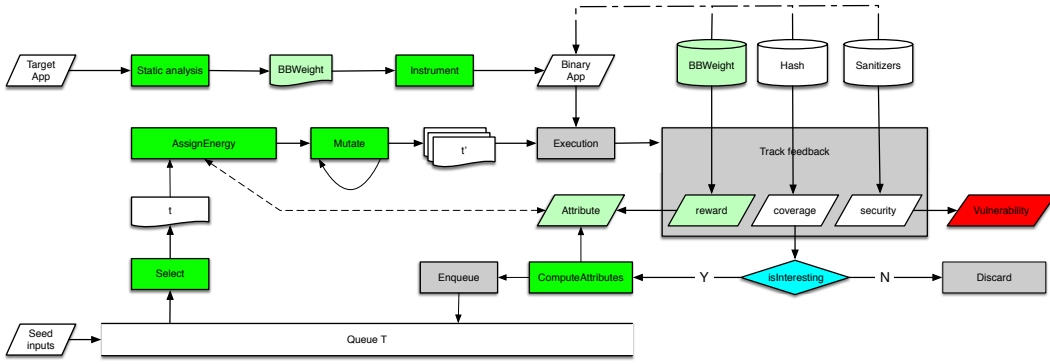 Target
App
Static analysis
BBWeight
Instrument
Binary
App
BBWeight
Hash
Sanitizers
AssignEnergy
Mutate
t'
Execution
Track feedback
t
Attribute
reward
coverage
security
Vulnerability
Select
Enqueue
ComputeAttributes
Y
isInteresting
N
Discard
Seed
inputs
Queue T